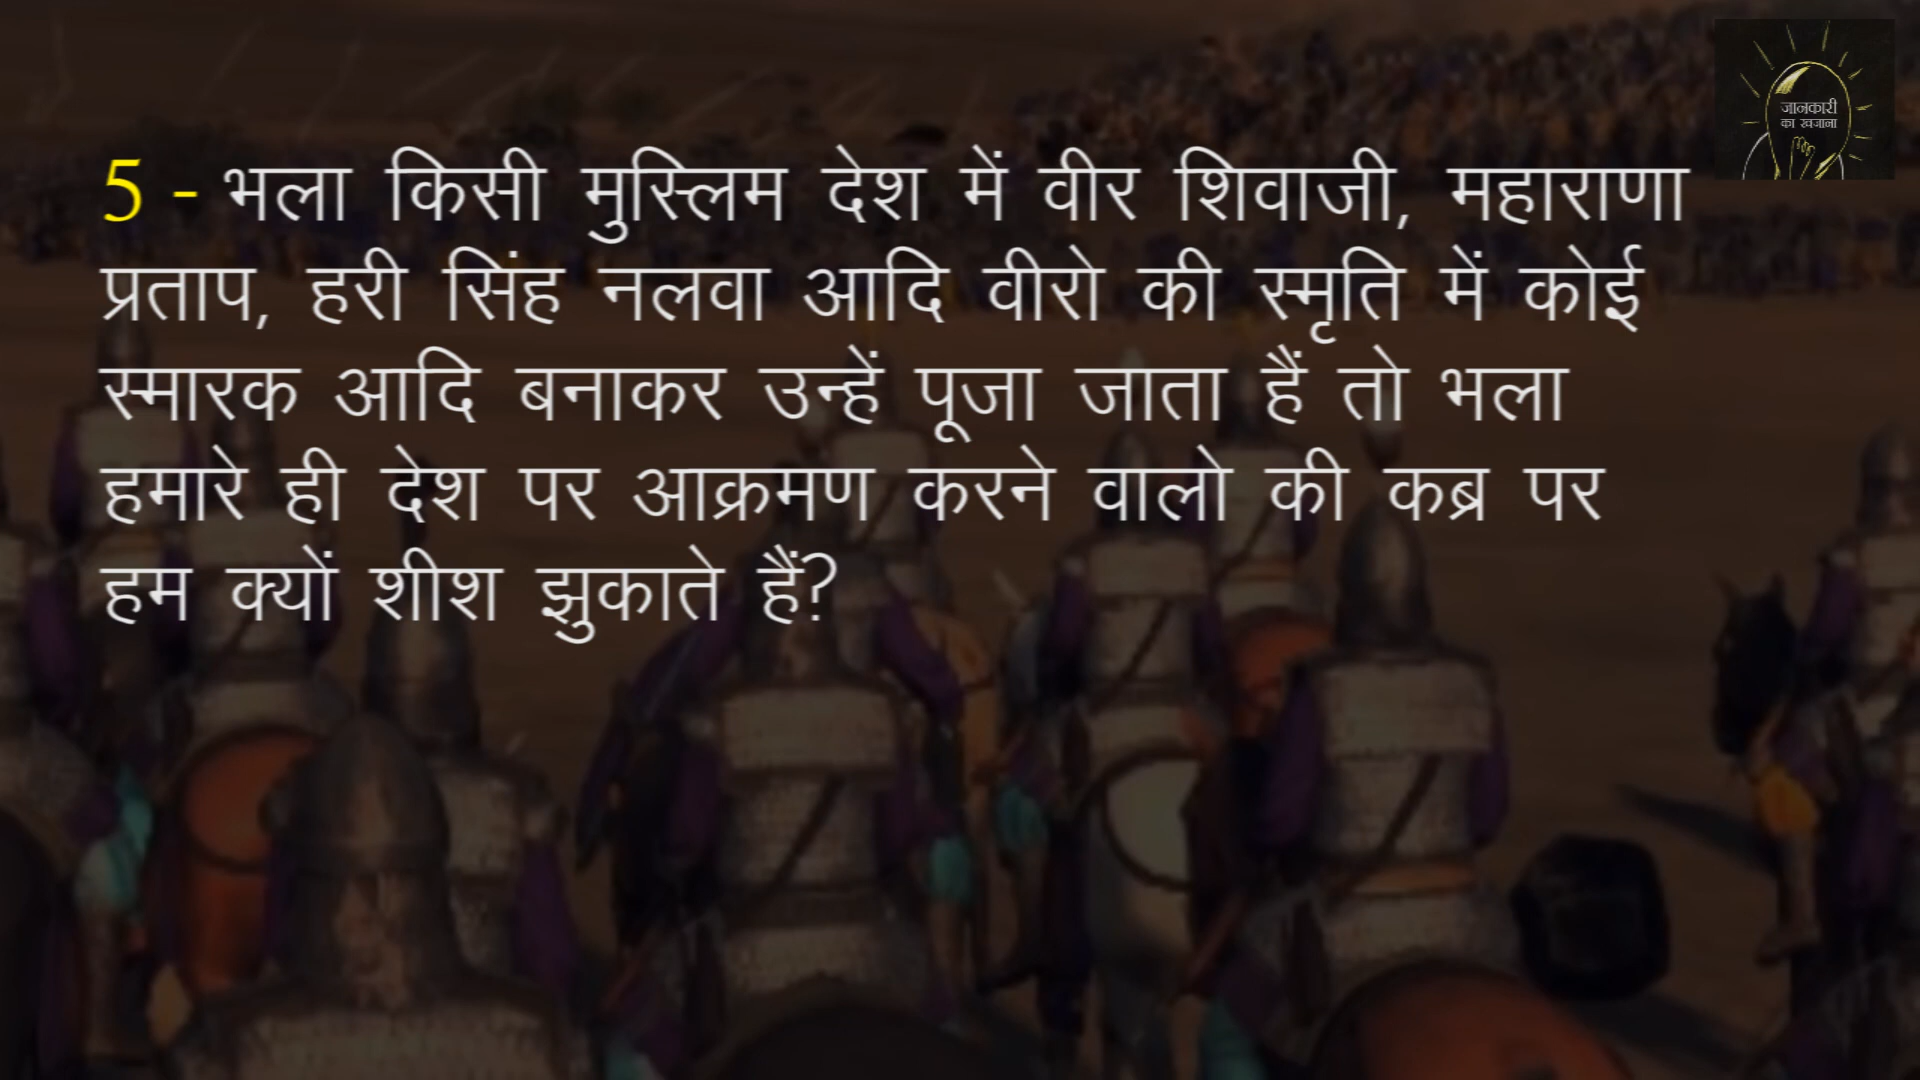 जानकारी
का खजाना
5 - भला किसी मुस्लिम देश में वीर शिवाजी, महाराणा
प्रताप, हरी सिंह नलवा आदि वीरो की स्मृति में कोई
स्मारक आदि बनाकर उन्हें पूजा जाता हैं तो भला
हमारे ही देश पर आक्रमण करने वालो की कब्र पर
हम क्यों शीश झुकाते हैं?